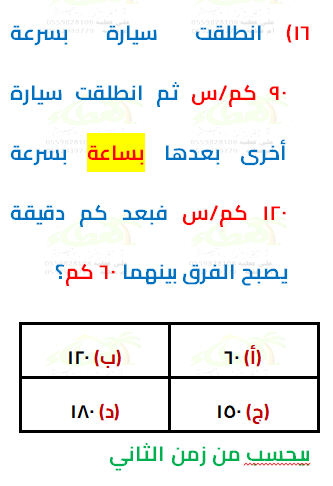 ١٦) انطلقت سيارة بسرعة
٩٠ كم/س ثم انطلقت سيارة
أخرى بعدها بساعة بسرعة
١٢٠ كم/س فبعد كم دقيقة
يصبح الفرق بينهما ٦٠ كم؟
(أ) ٦٠ (ب) ١٢٠
(ج) ١٥٠ (د) ١٨٠
سحسب من زمن الثاني